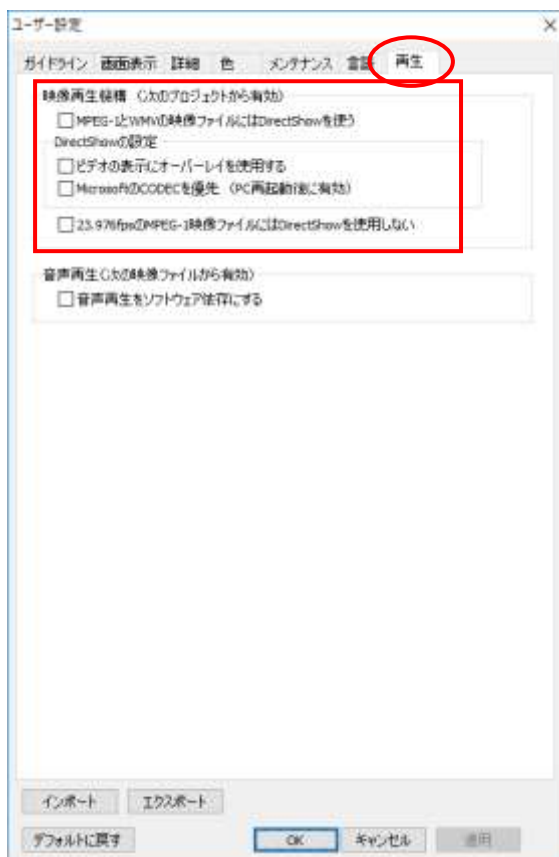 ユーザー設定
ガイドライン 画面表示 詳細 色 メンテナンス 言語 再生
映像再生機構 (次のプロジェクトから有効)
MPEG-1とWMVの映像ファイルにはDirectShowを使う
DirectShowの設定
ビデオの表示にオーバーレイを使用する
MicrosoftのCODECを優先 (PC再起動後に有効)
23.976fpsのMPEG-1映像ファイルにはDirectShowを使用しない
音声再生(次の映像ファイルから有効)
音声再生をソフトウェア依存にする
インポート エクスポート
デフォルトに戻す OK キャンセル 適用